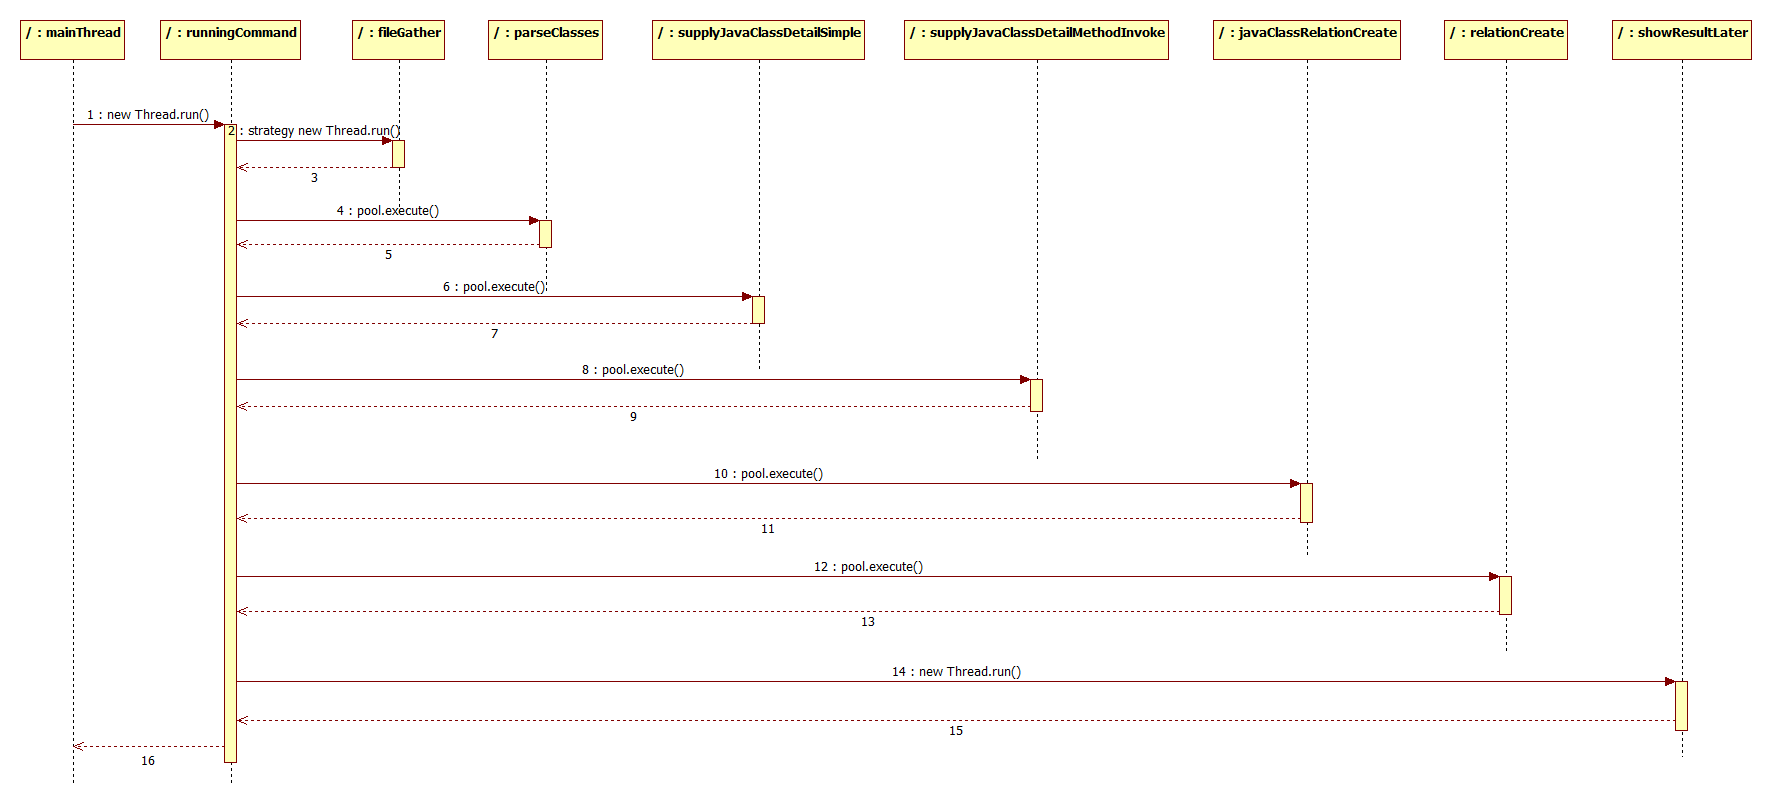 / : mainThread
/ : runningCommand
/ : fileGather
/ : parseClasses
/ : supplyJavaClassDetailSimple
/ : supplyJavaClassDetailMethodInvoke
/ : javaClassRelationCreate
/ : relationCreate
/ : showResultLater
1 : new Thread.run()
2 : strategy new Thread.run()
3
4 : pool.execute()
5
6 : pool.execute()
7
8 : pool.execute()
9
10 : pool.execute()
11
12 : pool.execute()
13
14 : new Thread.run()
15
16